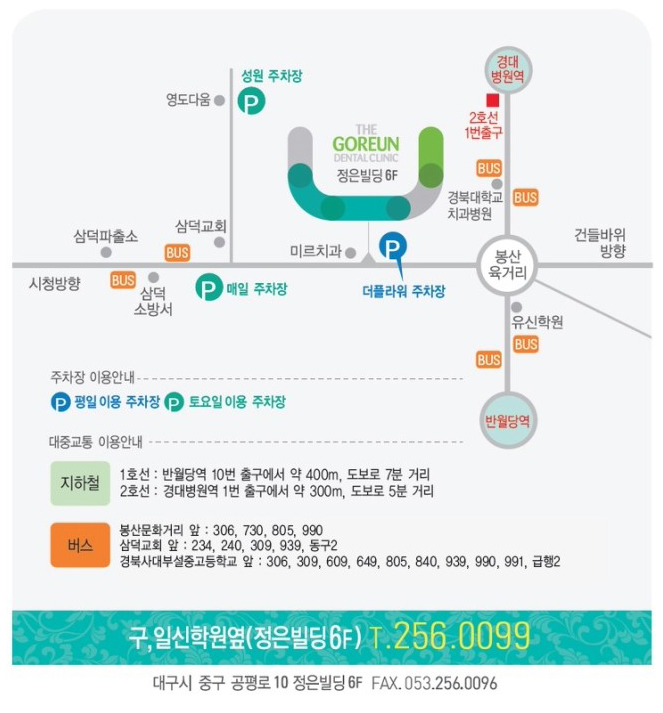 경대
병원역
성원 주차장
P
영도다움
2호선
1번출구
THE
GOREUN
DENTAL CLINIC
정은빌딩 6F
BUS
경북대학교
치과병원
BUS
삼덕교회
삼덕파출소
BUS
미르치과
P
봉산
육거리
건들바위
방향
시청방향
BUS
삼덕
소방서
P 매일 주차장
더플라워 주차장
유신학원
BUS
BUS
주차장 이용안내
P 평일 이용 주차장 P 토요일 이용 주차장
반월당역
대중교통 이용안내
지하철
1호선 : 반월당역 10번 출구에서 약 400m, 도보로 7분 거리
2호선 : 경대병원역 1번 출구에서 약 300m, 도보로 5분 거리
버스
봉산문화거리 앞 : 306, 730, 805, 990
삼덕교회 앞 : 234, 240, 309, 939, 동구2
경북사대부설중고등학교 앞 : 306, 309, 609, 649, 805, 840, 939, 990, 991, 급행2
구,일신학원옆(정은빌딩6F) T.256.0099
대구시 중구 공평로 10 정은빌딩 6F FAX. 053.256.0096